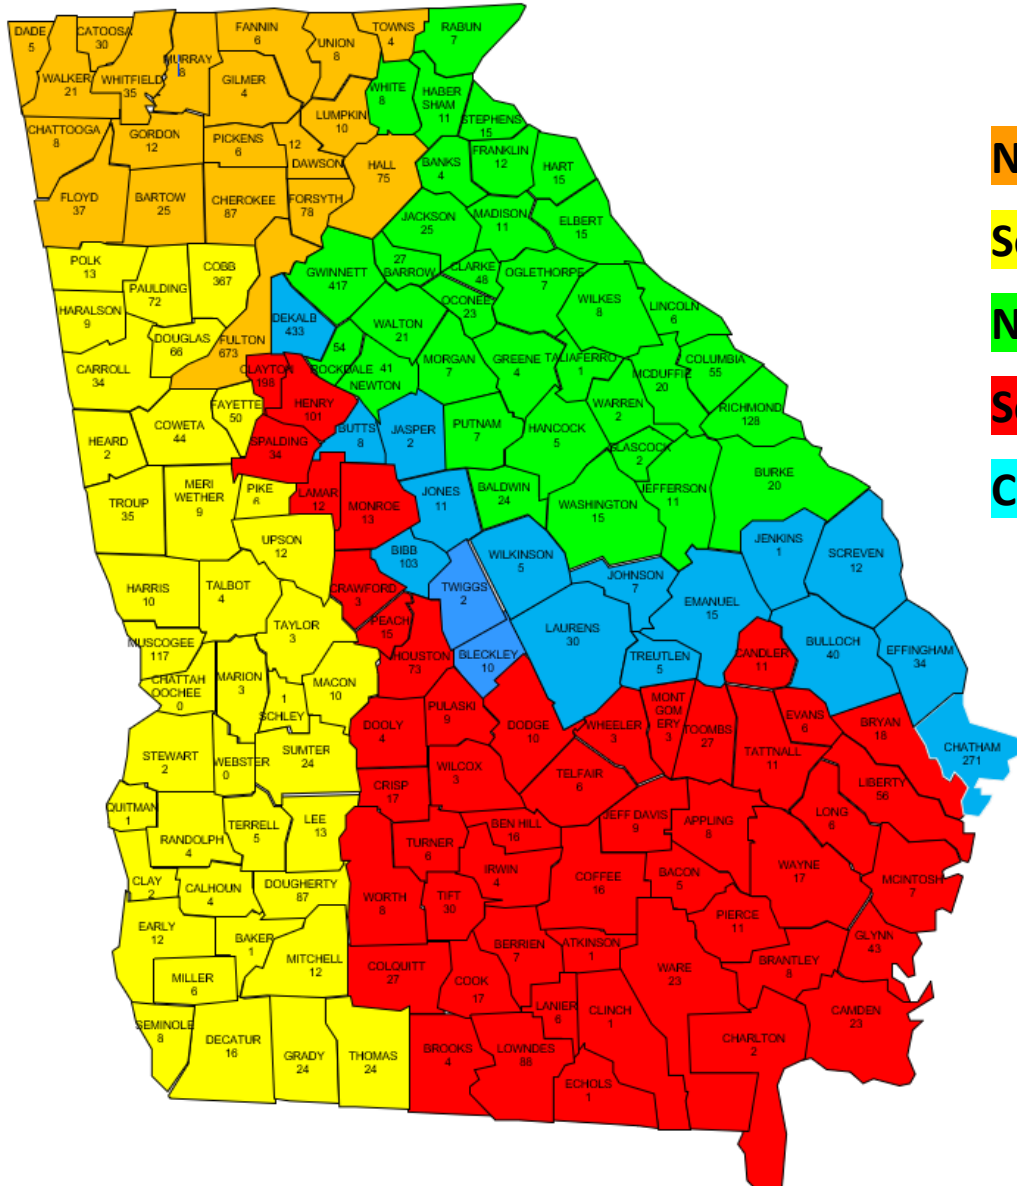 DADE
5
CATOOSA
30
FANNIN
6
UNION
8
TOWNS
4
RABUN
7
WALKER
21
WHITFIELD
35
MURRAY
8
GILMER
4
WHITE
8
HABER
SHAM
11
STEPHENS
15
LUMPKIN
10
CHATTOOGA
8
GORDON
12
PICKENS
6
12
DAWSON
HALL
75
BANKS
4
FRANKLIN
12
HART
15
FLOYD
37
BARTOW
25
CHEROKEE
87
FORSYTH
78
JACKSON
25
MADISON
11
ELBERT
15
N
POLK
13
PAULDING
72
COBB
367
GWINNETT
417
27
BARROW
CLARKE
48
OGLETHORPE
7
So
HARALSON
9
DOUGLAS
66
FULTON
673
DEKALB
433
OCONEE
23
WILKES
8
LINCOLN
6
N
CARROLL
34
CLAYTON
198
54
ROCKDALE
WALTON
21
41
NEWTON
MORGAN
7
GREENE
4
TALIAFERRO
1
MCDUFFIE
20
COLUMBIA
55
So
HEARD
2
COWETA
44
FAYETTE
50
HENRY
101
SPALDING
34
BUTTS
8
JASPER
2
PUTNAM
7
HANCOCK
5
WARREN
2
RICHMOND
128
C
TROUP
35
MERI
WETHER
9
PIKE
6
LAMAR
12
MONROE
13
JONES
11
BALDWIN
24
WASHINGTON
15
GLASCOCK
2
JEFFERSON
11
BURKE
20
UPSON
12
BIBB
103
WILKINSON
5
JENKINS
1
SCREVEN
12
HARRIS
10
TALBOT
4
CRAWFORD
3
TWIGGS
2
JOHNSON
7
EMANUEL
15
MUSCOGEE
117
TAYLOR
3
PEACH
15
HOUSTON
73
BLECKLEY
10
LAURENS
30
TREUTLEN
5
CANDLER
11
BULLOCH
40
EFFINGHAM
34
CHATTAH
OOCHEE
0
MARION
3
1
SCHLEY
MACON
10
DOOLY
4
PULASKI
9
DODGE
10
WHEELER
3
MONT
GOM
ERY
3
TOOMBS
27
TATTNALL
11
EVANS
6
BRYAN
18
CHATHAM
271
STEWART
2
WEBSTER
0
SUMTER
24
CRISP
17
WILCOX
3
TELFAIR
6
LIBERTY
56
QUITMAN
1
RANDOLPH
4
TERRELL
5
LEE
13
TURNER
6
BEN HILL
16
JEFF DAVIS
9
APPLING
8
LONG
6
CLAY
2
CALHOUN
4
DOUGHERTY
87
WORTH
8
TIFT
30
IRWIN
4
COFFEE
16
BACON
5
WAYNE
17
MCINTOSH
7
EARLY
12
BAKER
1
MITCHELL
12
COLQUITT
27
BERRIEN
7
ATKINSON
1
PIERCE
11
GLYNN
43
MILLER
6
COOK
17
WARE
23
BRANTLEY
8
SEMINOLE
8
DECATUR
16
GRADY
24
THOMAS
24
BROOKS
4
LOWNDES
88
LANIER
6
CLINCH
1
ECHOLS
1
CHARLTON
2
CAMDEN
23